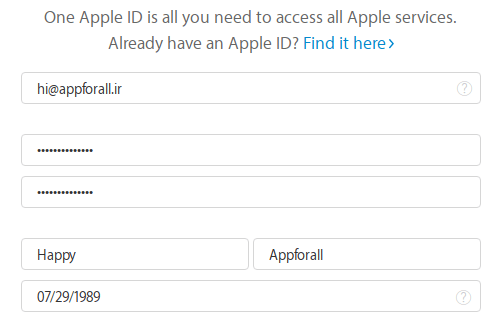 One Apple ID is all you need to access all Apple services.
Already have an Apple ID? Find it here›
hi@appforall.ir ?
••••••••••••••
••••••••••••••
Happy Appforall
07/29/1989 ?